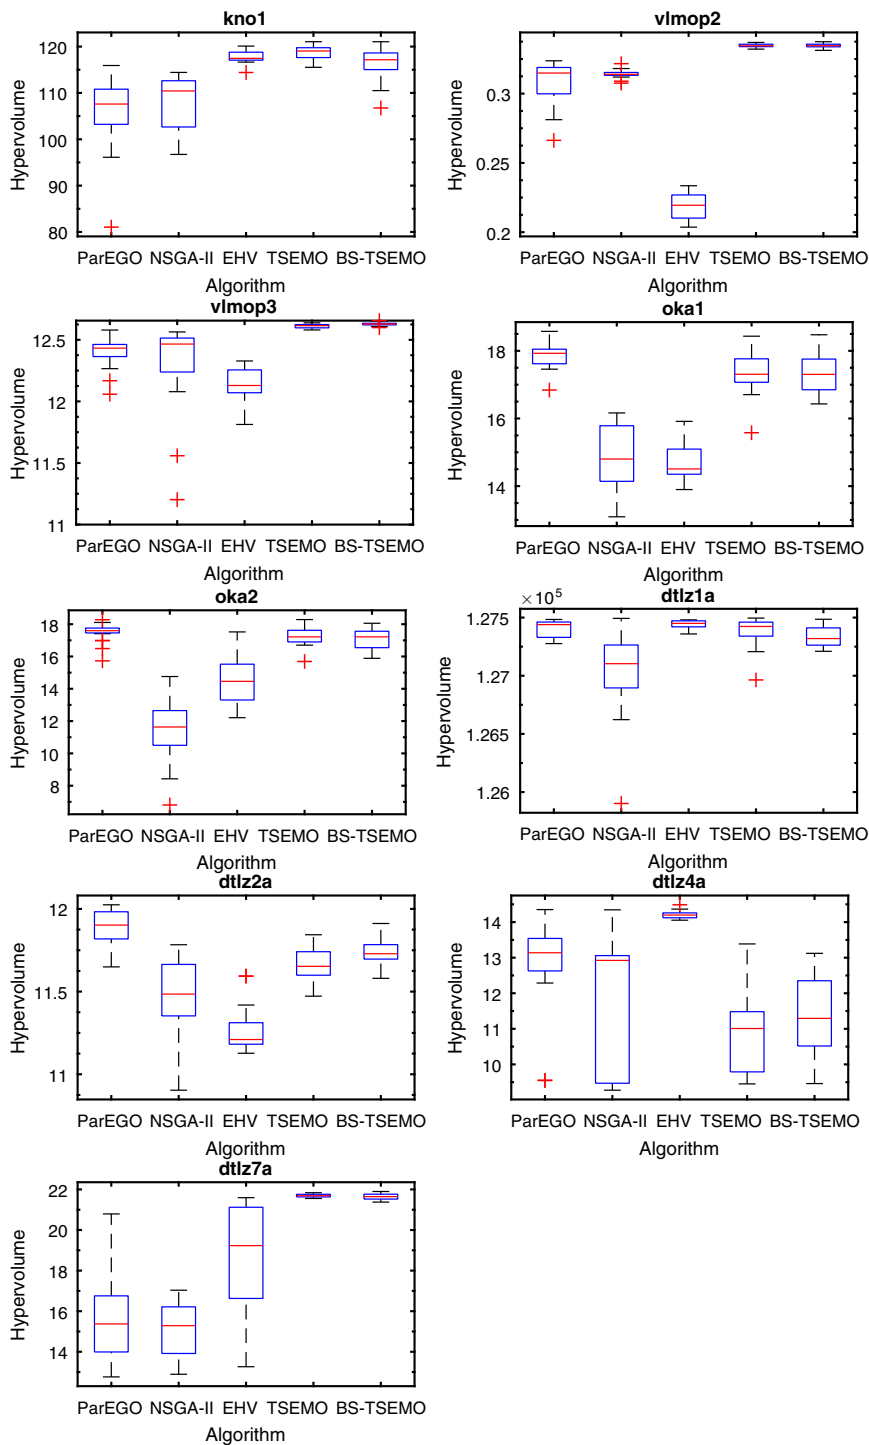 kno1
120
115
110
100
90
80
Hypervolume
ParEGO NSGA-II EHV TSEMO BS-TSEMO
Algorithm
vlmop2
0.3
0.25
0.2
Hypervolume
ParEGO NSGA-II EHV TSEMO BS-TSEMO
Algorithm
vlmop3
12.5
12
11.5
11
Hypervolume
ParEGO NSGA-II EHV TSEMO BS-TSEMO
Algorithm
oka1
18
16
14
Hypervolume
ParEGO NSGA-II EHV TSEMO BS-TSEMO
Algorithm
oka2
18
16
14
12
10
8
Hypervolume
ParEGO NSGA-II EHV TSEMO BS-TSEMO
Algorithm
dtlz1a
×10⁵
1.275
1.27
1.265
1.26
Hypervolume
ParEGO NSGA-II EHV TSEMO BS-TSEMO
Algorithm
dtlz2a
12
11.5
11
Hypervolume
ParEGO NSGA-II EHV TSEMO BS-TSEMO
Algorithm
dtlz4a
14
13
12
11
10
Hypervolume
ParEGO NSGA-II EHV TSEMO BS-TSEMO
Algorithm
dtlz7a
22
20
18
16
14
Hypervolume
ParEGO NSGA-II EHV TSEMO BS-TSEMO
Algorithm